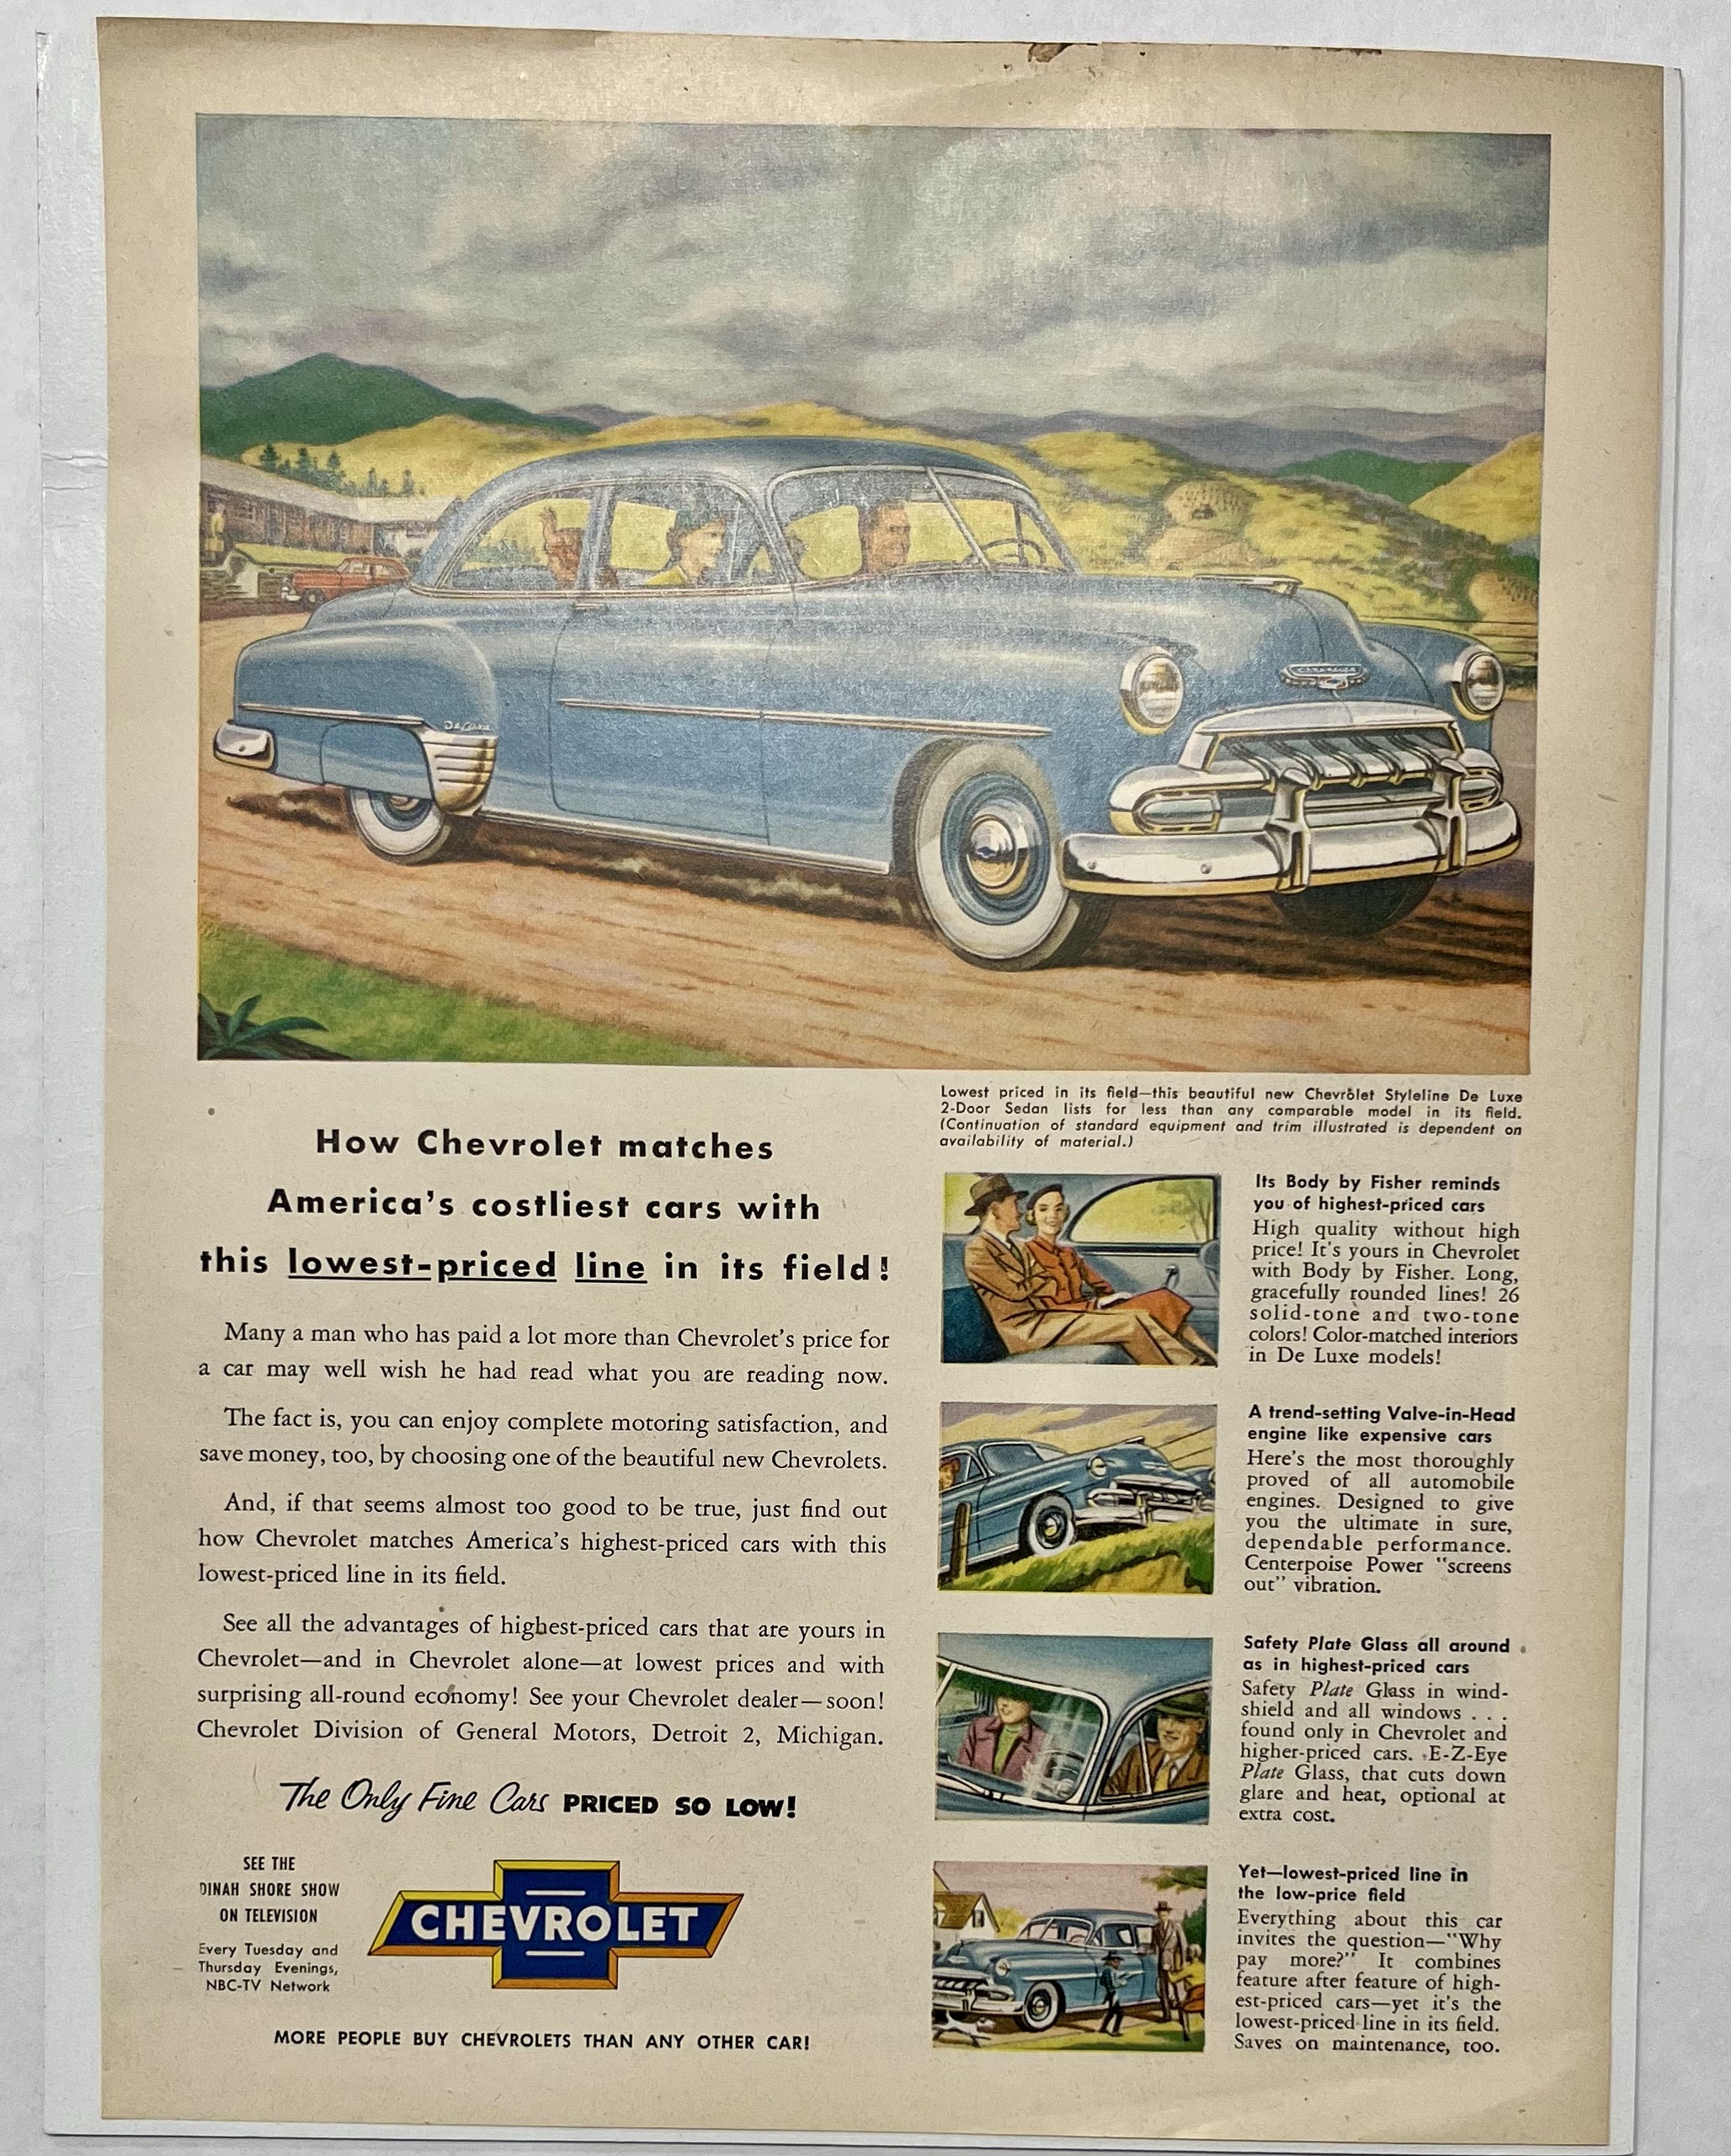 De Luxe
CHEVROLET
Lowest priced in its field—this beautiful new Chevrolet Styleline De Luxe
2-Door Sedan lists for less than any comparable model in its field.
(Continuation of standard equipment and trim illustrated is dependent on
availability of material.)
How Chevrolet matches
America's costliest cars with
this lowest-priced line in its field!
Many a man who has paid a lot more than Chevrolet's price for
a car may well wish he had read what you are reading now.
The fact is, you can enjoy complete motoring satisfaction, and
save money, too, by choosing one of the beautiful new Chevrolets.
And, if that seems almost too good to be true, just find out
how Chevrolet matches America's highest-priced cars with this
lowest-priced line in its field.
See all the advantages of highest-priced cars that are yours in
Chevrolet—and in Chevrolet alone—at lowest prices and with
surprising all-round economy! See your Chevrolet dealer—soon!
Chevrolet Division of General Motors, Detroit 2, Michigan.
The Only Fine Cars PRICED SO LOW!
SEE THE
DINAH SHORE SHOW
ON TELEVISION
Every Tuesday and
Thursday Evenings,
NBC-TV Network
CHEVROLET
MORE PEOPLE BUY CHEVROLETS THAN ANY OTHER CAR!
Its Body by Fisher reminds
you of highest-priced cars
High quality without high
price! It's yours in Chevrolet
with Body by Fisher. Long,
gracefully rounded lines! 26
solid-tone and two-tone
colors! Color-matched interiors
in De Luxe models!
A trend-setting Valve-in-Head
engine like expensive cars
Here's the most thoroughly
proved of all automobile
engines. Designed to give
you the ultimate in sure,
dependable performance.
Centerpoise Power "screens
out" vibration.
Safety Plate Glass all around
as in highest-priced cars
Safety Plate Glass in wind-
shield and all windows . . .
found only in Chevrolet and
higher-priced cars. E-Z-Eye
Plate Glass, that cuts down
glare and heat, optional at
extra cost.
Yet—lowest-priced line in
the low-price field
Everything about this car
invites the question—"Why
pay more?" It combines
feature after feature of high-
est-priced cars—yet it's the
lowest-priced line in its field.
Saves on maintenance, too.